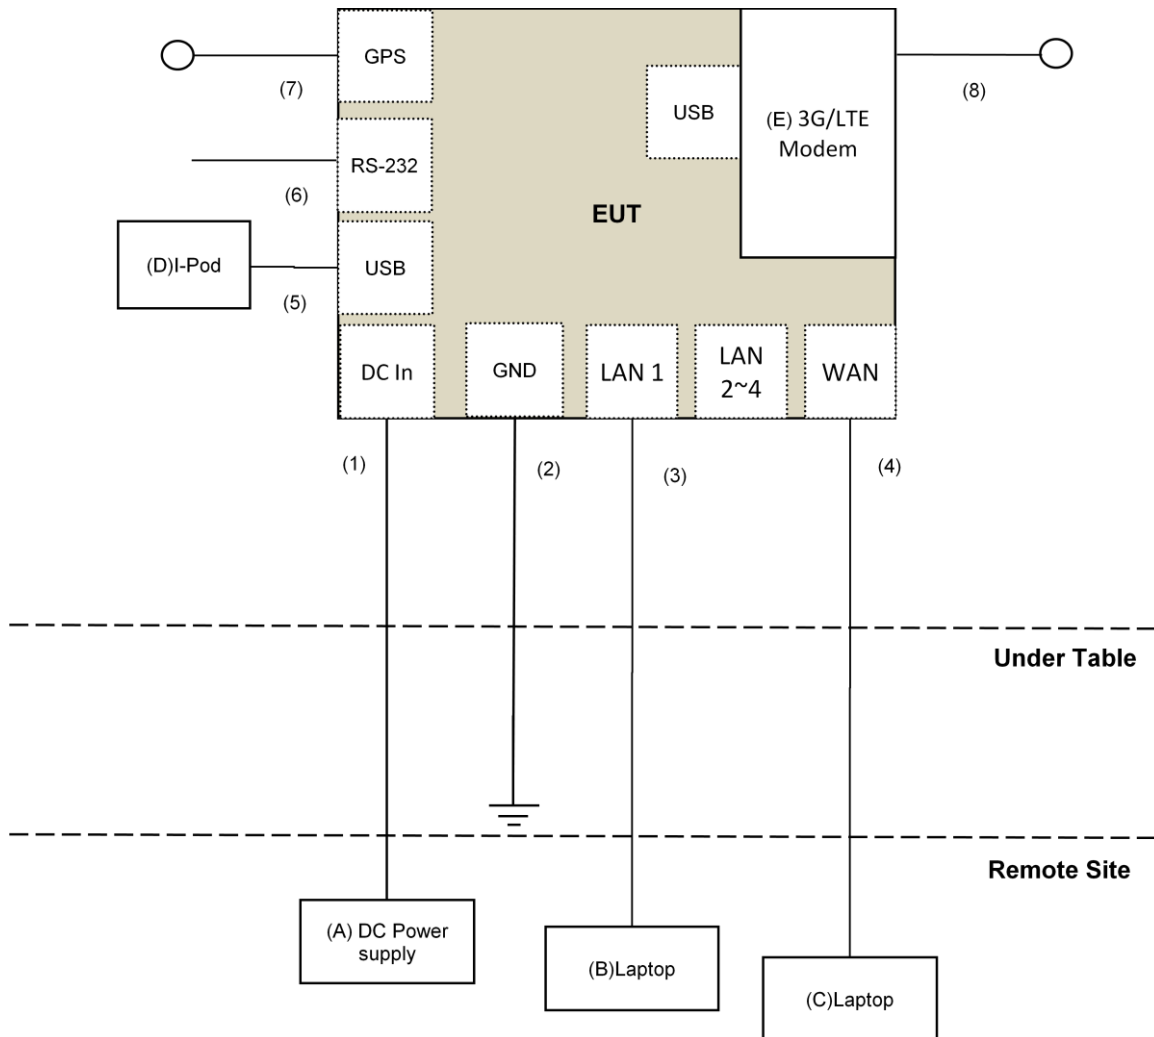 GPS
(7)
USB
(E) 3G/LTE
Modem
(8)
RS-232
(6)
EUT
(D)I-Pod
USB
(5)
DC In
GND
LAN 1
LAN
2~4
WAN
(1)
(2)
(3)
(4)
Under Table
Remote Site
(A) DC Power
supply
(B)Laptop
(C)Laptop